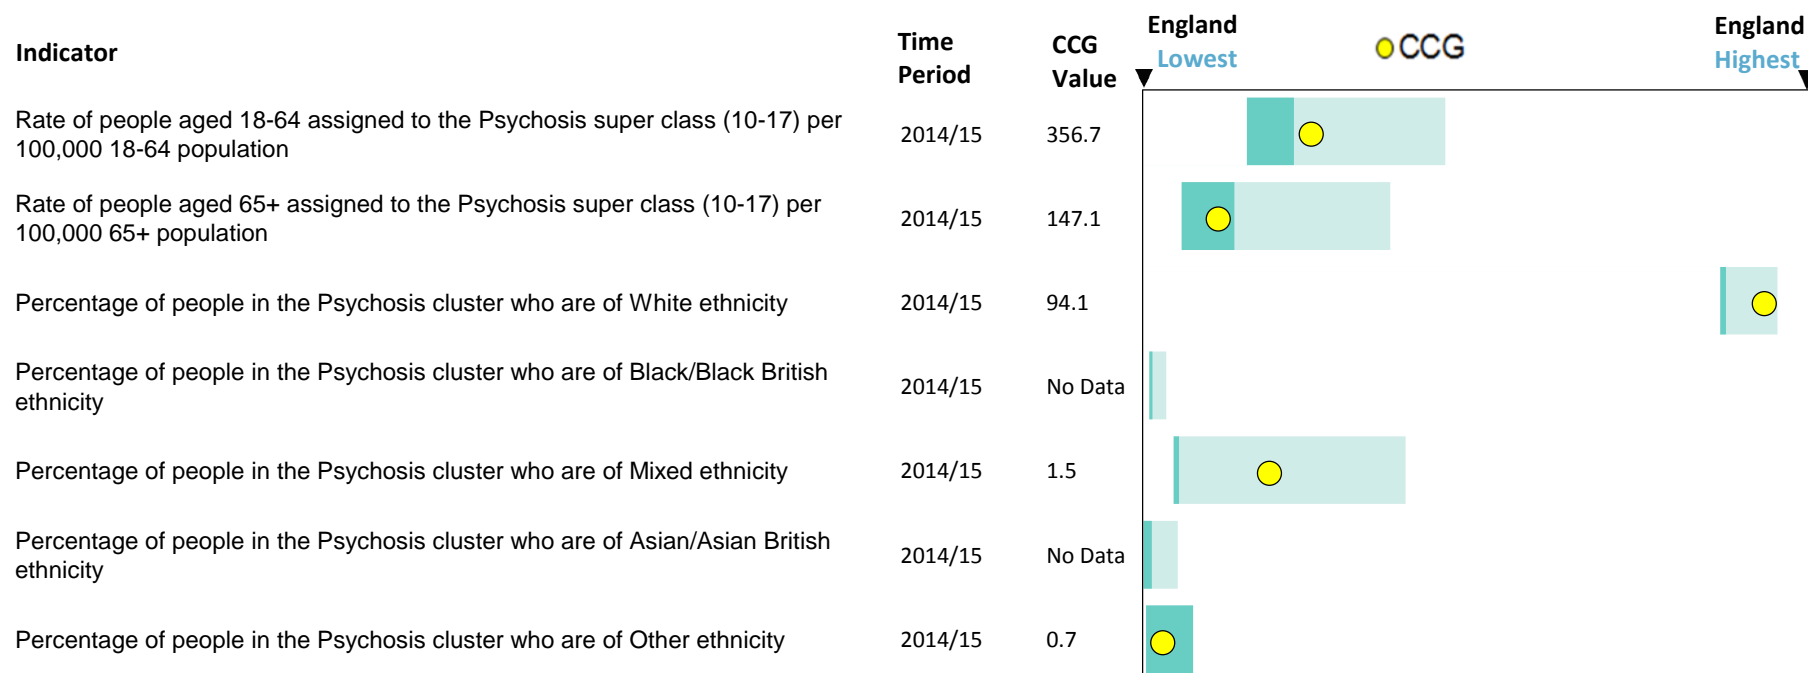 Indicator
Time
Period
CCG
Value
England
Lowest
CCG
England
Highest
Rate of people aged 18-64 assigned to the Psychosis super class (10-17) per
100,000 18-64 population
2014/15
356.7
Rate of people aged 65+ assigned to the Psychosis super class (10-17) per
100,000 65+ population
2014/15
147.1
Percentage of people in the Psychosis cluster who are of White ethnicity
2014/15
94.1
Percentage of people in the Psychosis cluster who are of Black/Black British
ethnicity
2014/15
No Data
Percentage of people in the Psychosis cluster who are of Mixed ethnicity
2014/15
1.5
Percentage of people in the Psychosis cluster who are of Asian/Asian British
ethnicity
2014/15
No Data
Percentage of people in the Psychosis cluster who are of Other ethnicity
2014/15
0.7